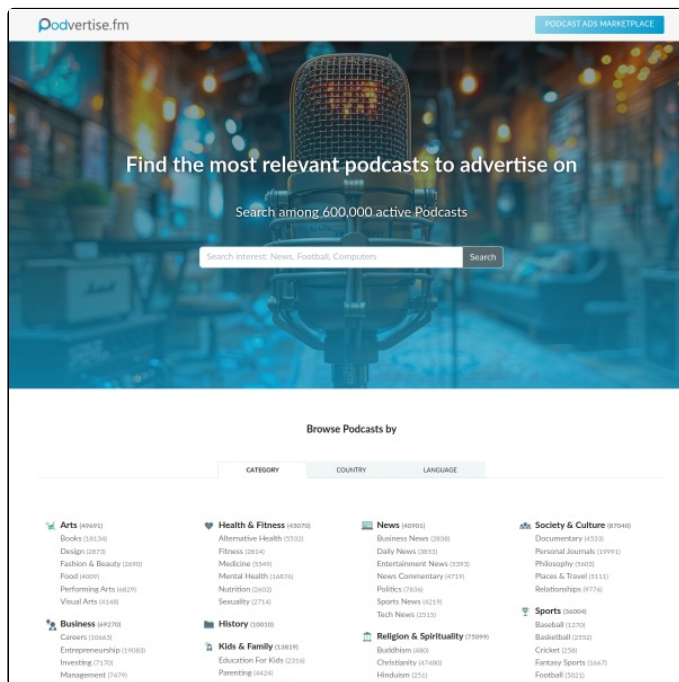 Podvertise.fm
PODCAST ADS MARKETPLACE
Find the most relevant podcasts to advertise on
Search among 600,000 active Podcasts
Search interest: News, Football, Computers
Search
Browse Podcasts by
CATEGORY
COUNTRY
LANGUAGE
Arts (49691)
Books (18134)
Design (2873)
Fashion & Beauty (2690)
Food (4009)
Performing Arts (6829)
Visual Arts (4148)
Business (69270)
Careers (10663)
Entrepreneurship (19083)
Investing (7170)
Management (7479)
Health & Fitness (45070)
Alternative Health (5532)
Fitness (2814)
Medicine (5549)
Mental Health (16876)
Nutrition (2602)
Sexuality (2714)
History (10010)
Kids & Family (13819)
Education For Kids (2316)
Parenting (4424)
News (40901)
Business News (2838)
Daily News (3853)
Entertainment News (5393)
News Commentary (4719)
Politics (7836)
Sports News (4219)
Tech News (2515)
Religion & Spirituality (75099)
Buddhism (480)
Christianity (47480)
Hinduism (251)
Society & Culture (87040)
Documentary (4533)
Personal Journals (19991)
Philosophy (5603)
Places & Travel (5111)
Relationships (9776)
Sports (36004)
Baseball (1270)
Basketball (2552)
Cricket (258)
Fantasy Sports (1667)
Football (5021)